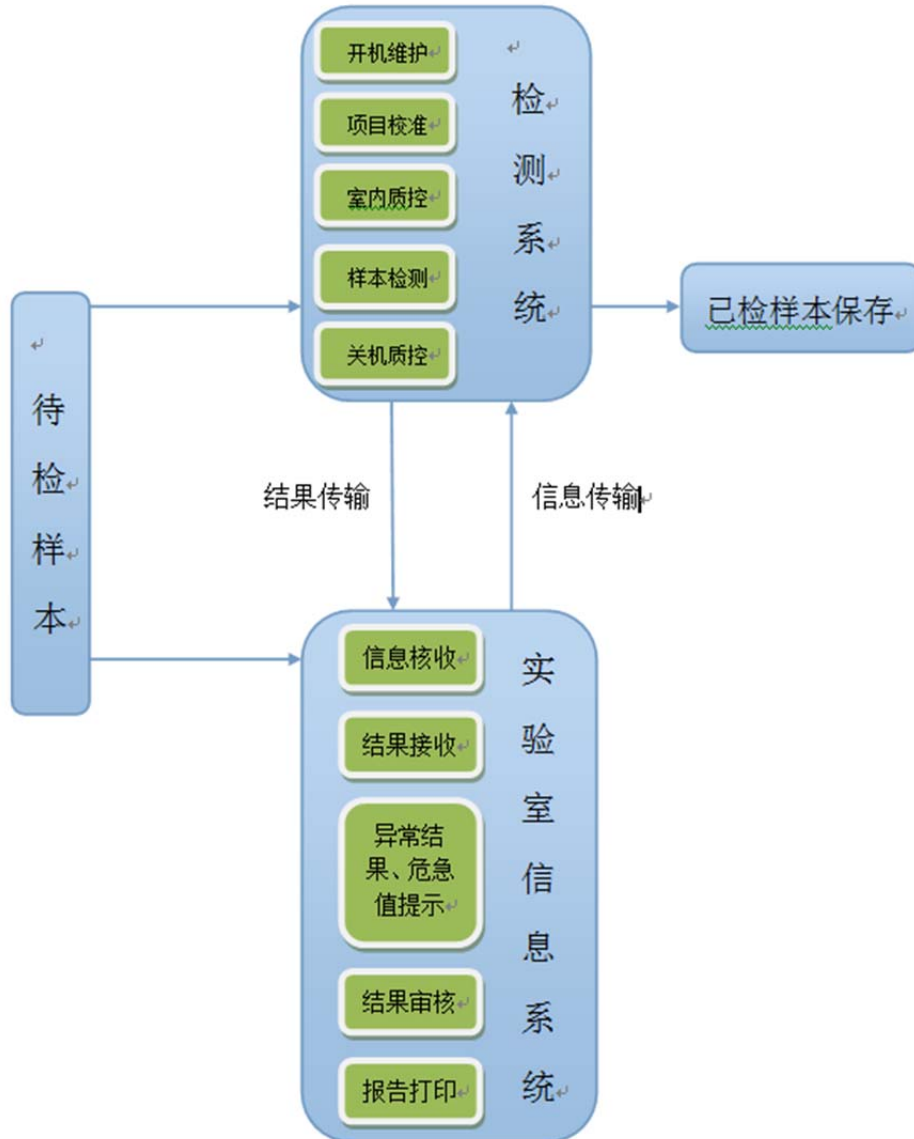 开机维护
项目校准
室内质控
样本检测
关机质控
检
测
系
统
已检样本保存
待
检
样
本
结果传输
信息传输
信息核收
结果接收
异常结
果、危急
值提示
结果审核
报告打印
实
验
室
信
息
系
统